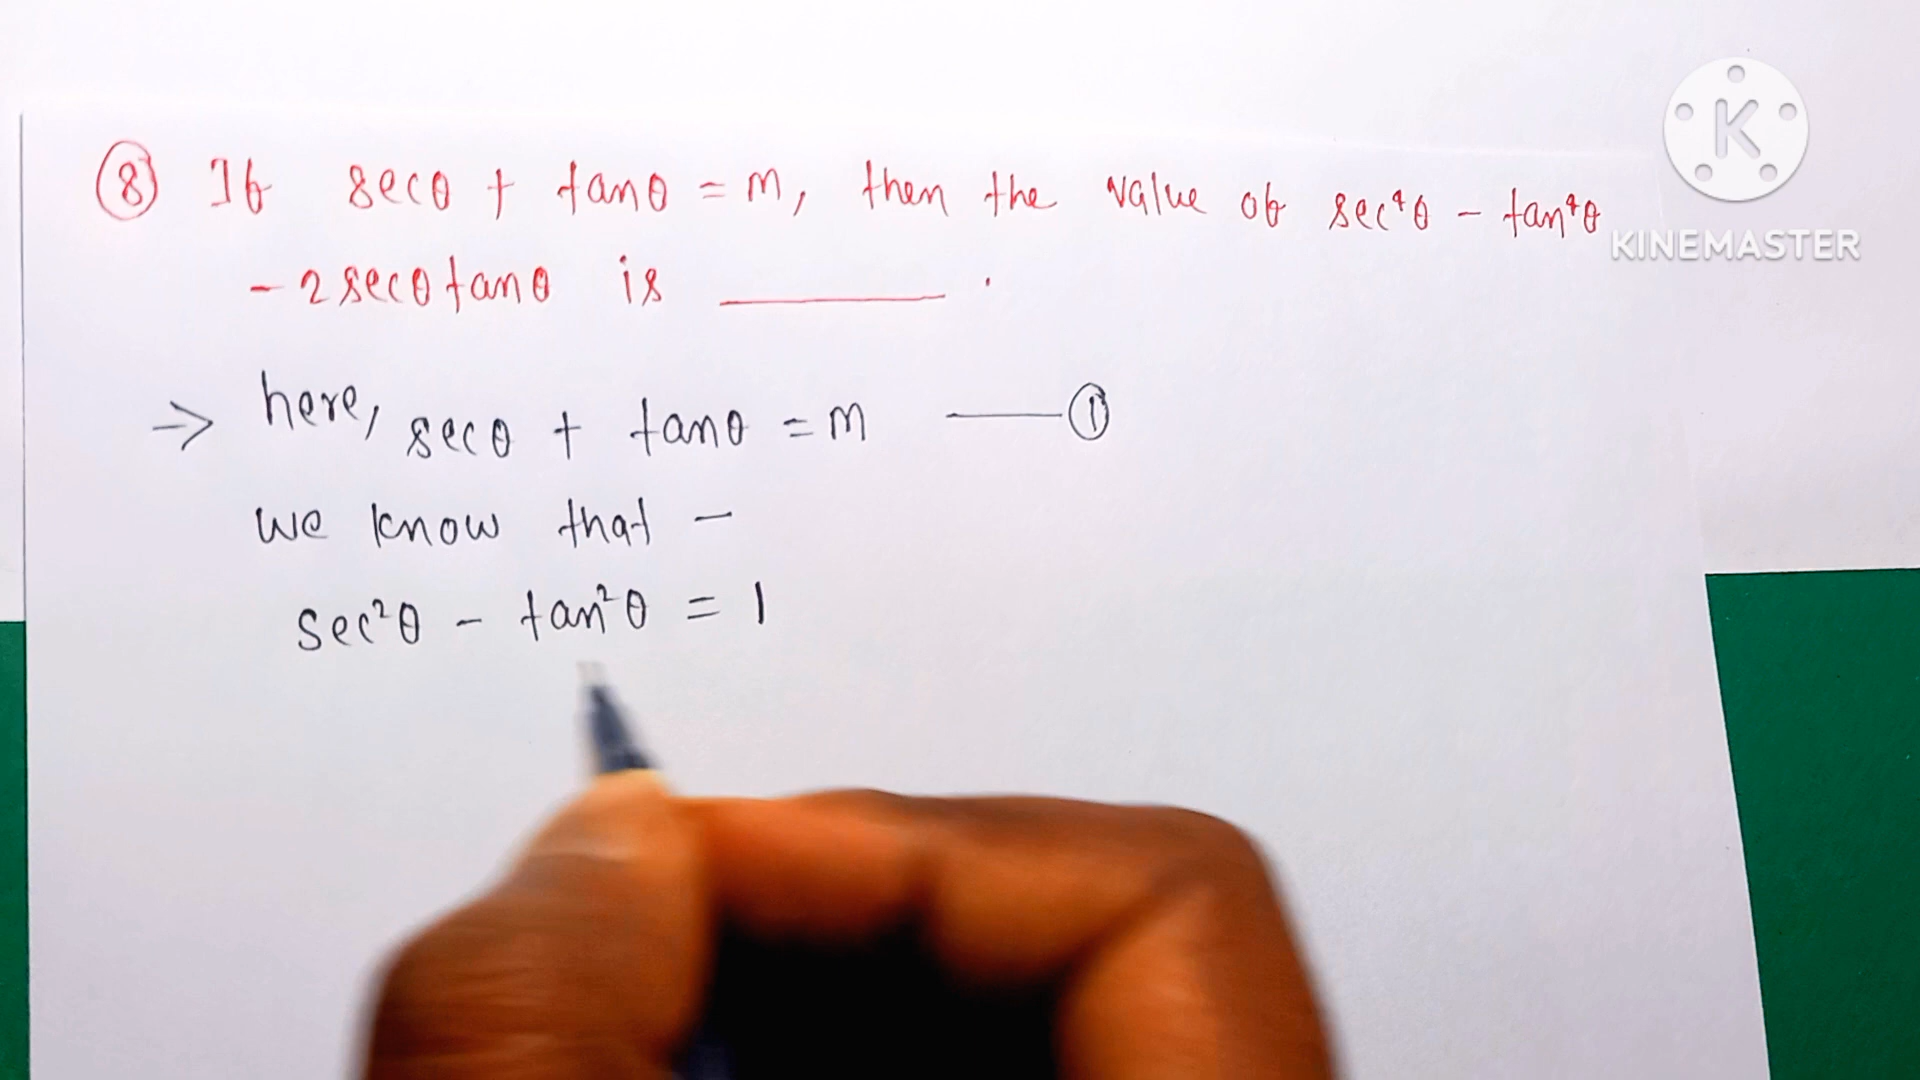 ⑧ If secθ + tanθ = m, then the value of sec⁴θ - tan⁴θ
- 2secθtanθ is ______ .
→ here, secθ + tanθ = m —— ①
we know that -
sec²θ - tan²θ = 1
K
KINEMASTER